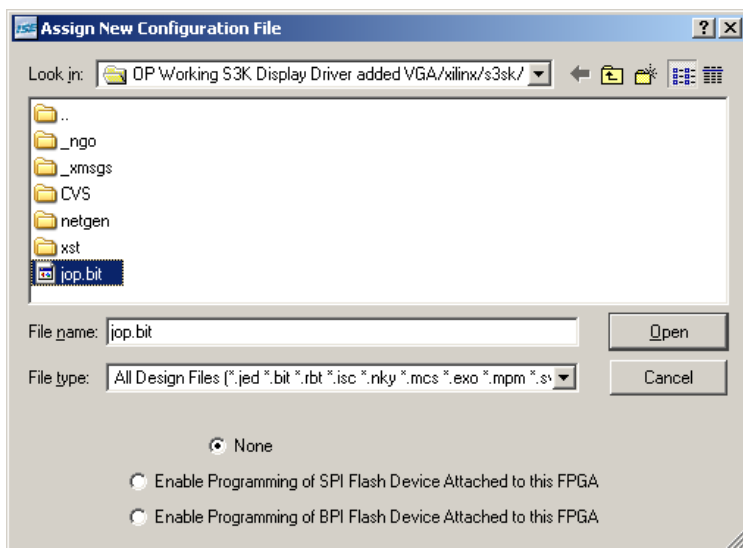 ISE Assign New Configuration File
Look in: OP Working S3K Display Driver added VGA/xilinx/s3sk/
..
_ngo
_xmsgs
CVS
netgen
xst
jop.bit
File name: jop.bit Open
File type: All Design Files (*.jed *.bit *.rbt *.isc *.nky *.mcs *.exo *.mpm *.sv Cancel
None
Enable Programming of SPI Flash Device Attached to this FPGA
Enable Programming of BPI Flash Device Attached to this FPGA